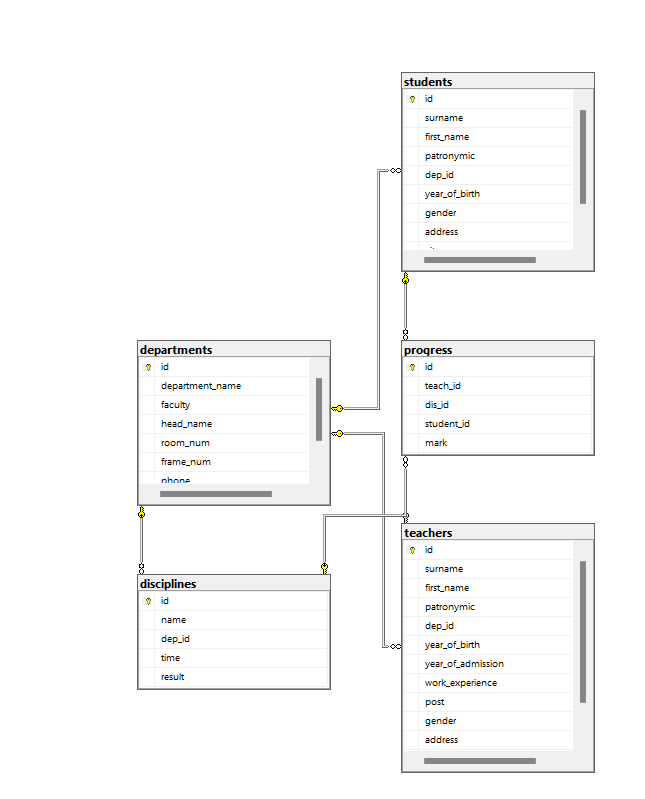 students
id
surname
first_name
patronymic
dep_id
year_of_birth
gender
address
departments
id
department_name
faculty
head_name
room_num
frame_num
phone
progress
id
teach_id
dis_id
student_id
mark
disciplines
id
name
dep_id
time
result
teachers
id
surname
first_name
patronymic
dep_id
year_of_birth
year_of_admission
work_experience
post
gender
address